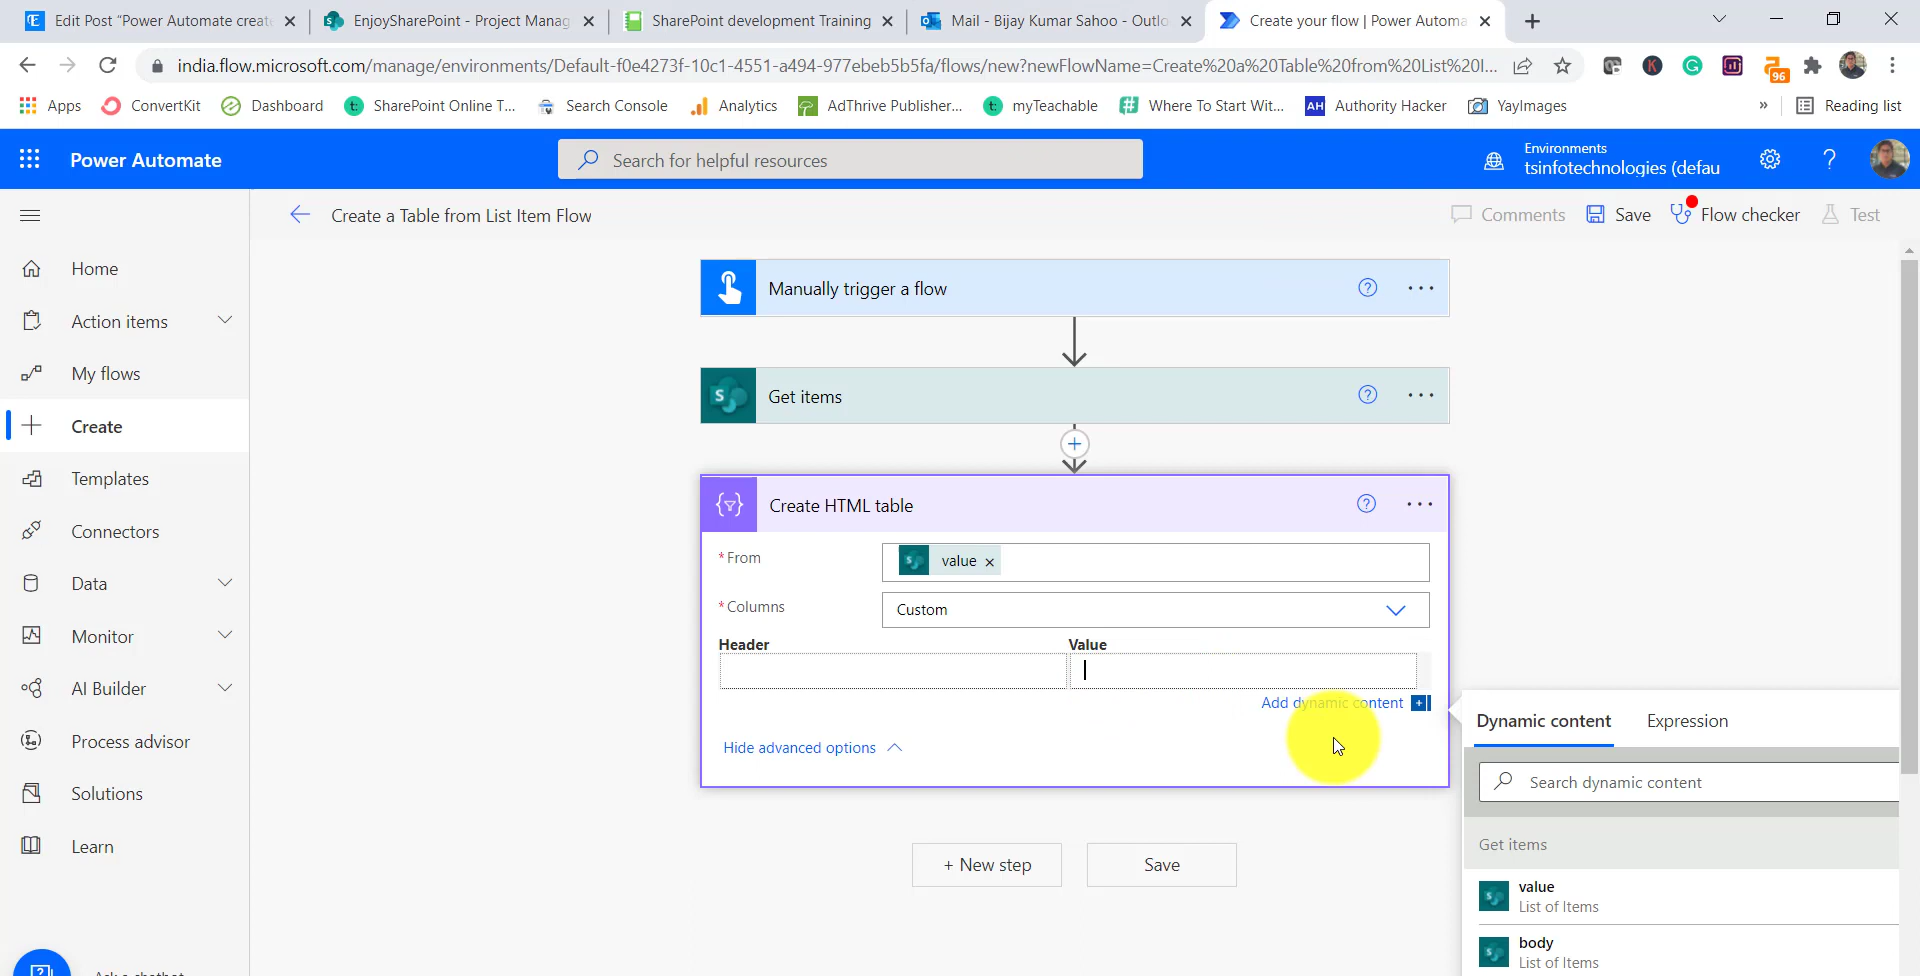 Edit Post "Power Automate create
EnjoySharePoint - Project Manag
SharePoint development Training
Mail - Bijay Kumar Sahoo - Outlo
Create your flow | Power Automa
india.flow.microsoft.com/manage/environments/Default-f0e4273f-10c1-4551-a494-977ebeb5b5fa/flows/new?newFlowName=Create%20a%20Table%20from%20List%20I...
96
Apps
ConvertKit
Dashboard
SharePoint Online T...
Search Console
Analytics
AdThrive Publisher...
myTeachable
Where To Start Wit...
AH Authority Hacker
YayImages
»
Reading list
Power Automate
Search for helpful resources
Environments
tsinfotechnologies (defau
Create a Table from List Item Flow
Comments
Save
Flow checker
Test
Home
Action items
My flows
Create
Templates
Connectors
Data
Monitor
AI Builder
Process advisor
Solutions
Learn
Manually trigger a flow
Get items
Create HTML table
* From
value ×
* Columns
Custom
Header
Value
Add dynamic content
Hide advanced options
+ New step
Save
Dynamic content
Expression
Search dynamic content
Get items
value
List of Items
body
List of Items